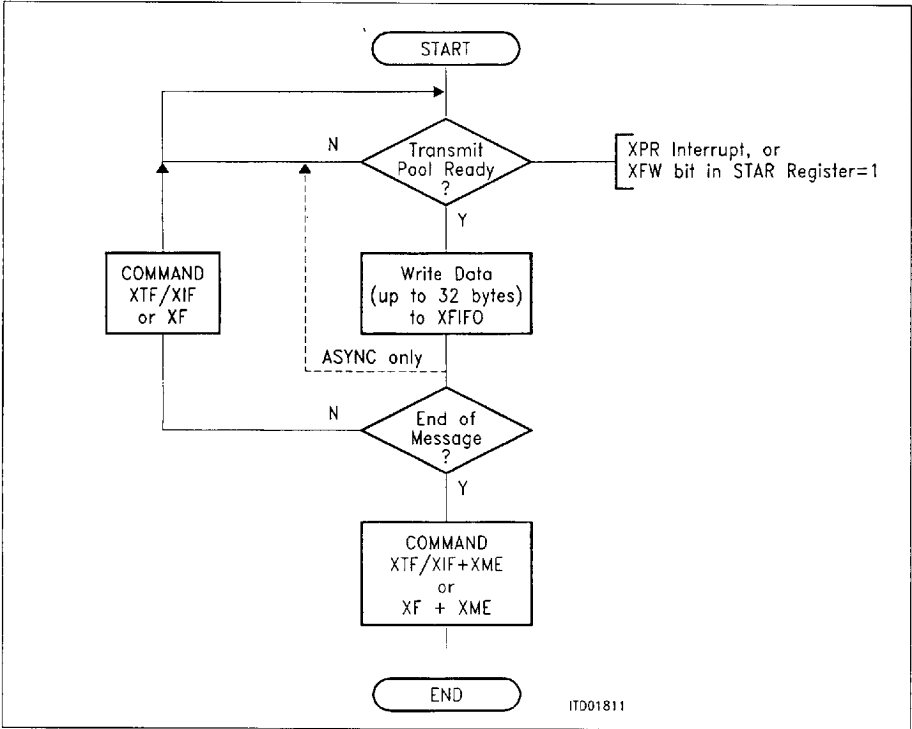 START
N
Transmit
Pool Ready
?
XPR Interrupt, or
XFW bit in STAR Register=1
Y
COMMAND
XTF/XIF
or XF
Write Data
(up to 32 bytes)
to XFIFO
ASYNC only
N
End of
Message
?
Y
COMMAND
XTF/XIF+XME
or
XF + XME
END
ITD01811